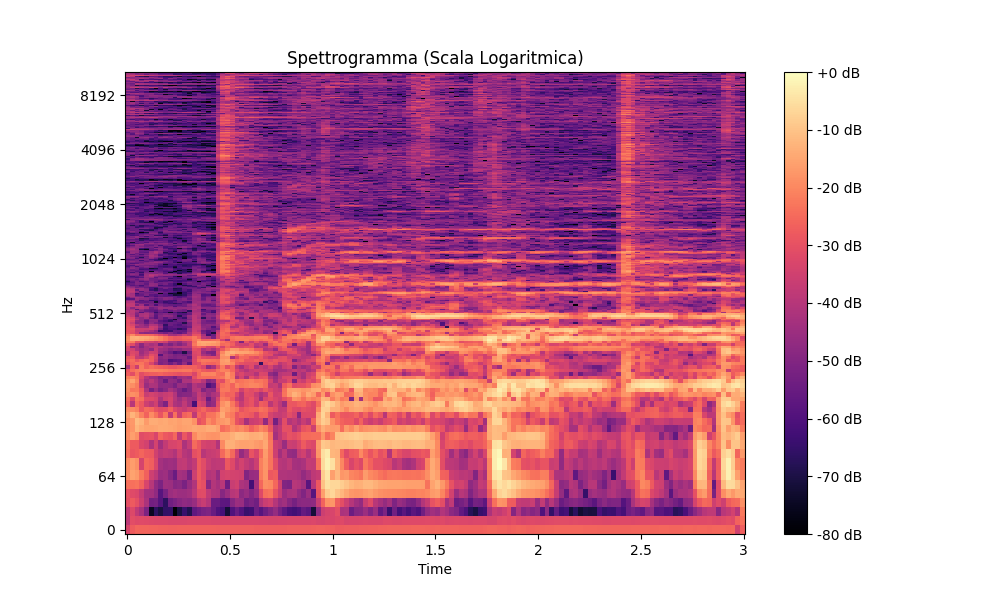 Spettrogramma (Scala Logaritmica)
Hz
8192
4096
2048
1024
512
256
128
64
0
0
0.5
1
1.5
2
2.5
3
Time
+0 dB
-10 dB
-20 dB
-30 dB
-40 dB
-50 dB
-60 dB
-70 dB
-80 dB